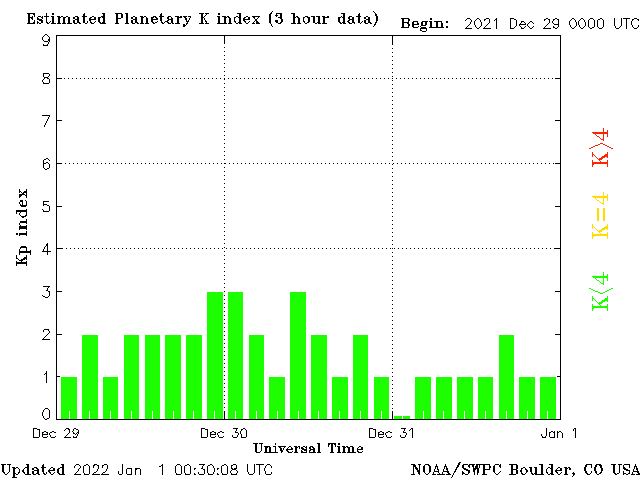 Estimated Planetary K index (3 hour data) Begin: 2021 Dec 29 0000 UTC
9
8
7
6
5
4
3
2
1
0
Kp index
Dec 29 Dec 30 Dec 31 Jan 1
Universal Time
K>4
K=4
K<4
Updated 2022 Jan 1 00:30:08 UTC NOAA/SWPC Boulder, CO USA